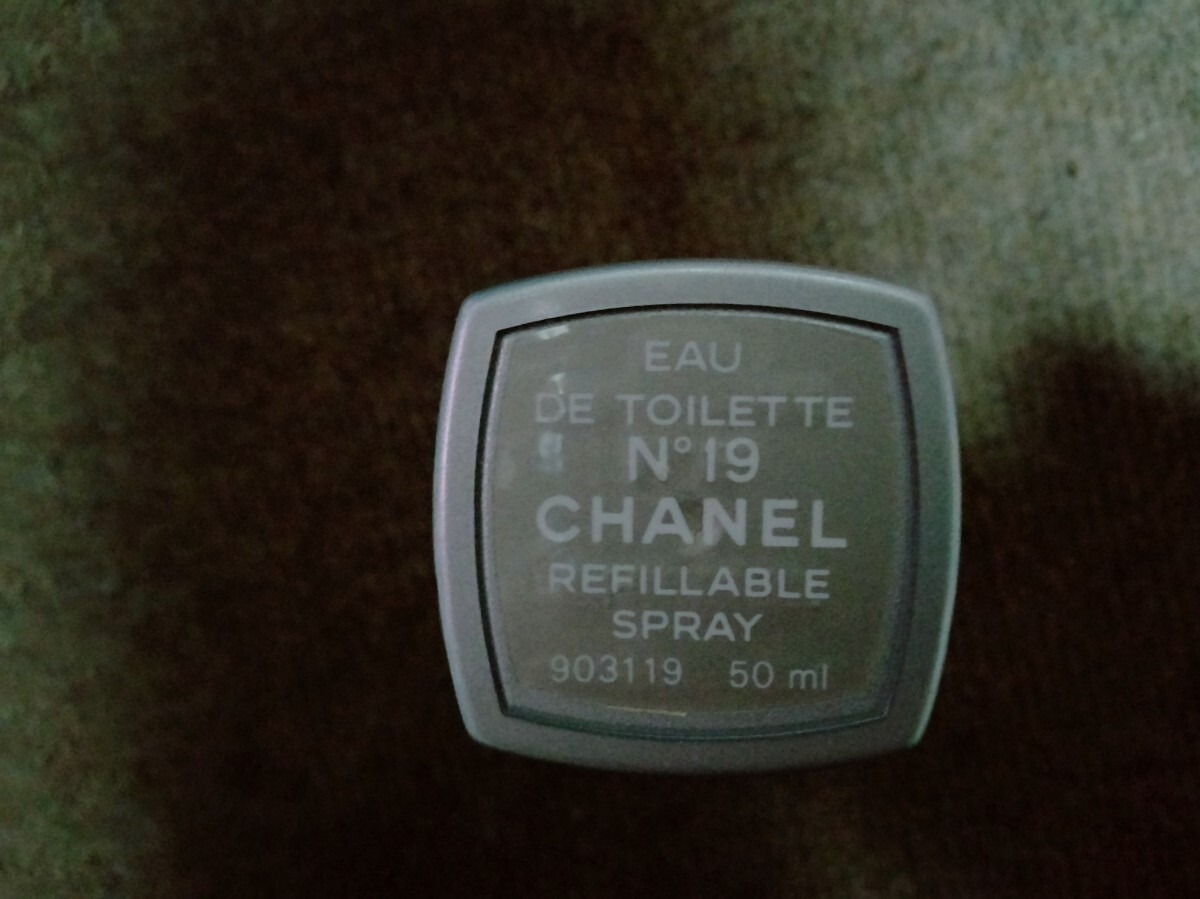 EAU
DE TOILETTE
N°19
CHANEL
REFILLABLE
SPRAY
903119 50 ml